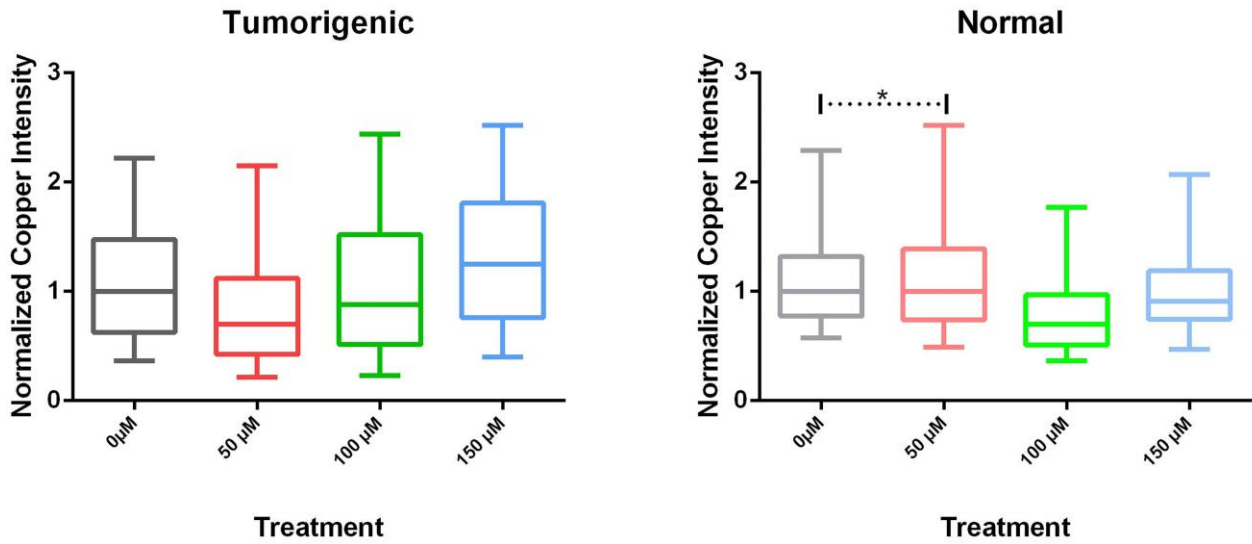 Tumorigenic
Normalized Copper Intensity
3
2
1
0
0µM
50 µM
100 µM
150 µM
Treatment
Normal
Normalized Copper Intensity
3
2
1
0
*
0µM
50 µM
100 µM
150 µM
Treatment